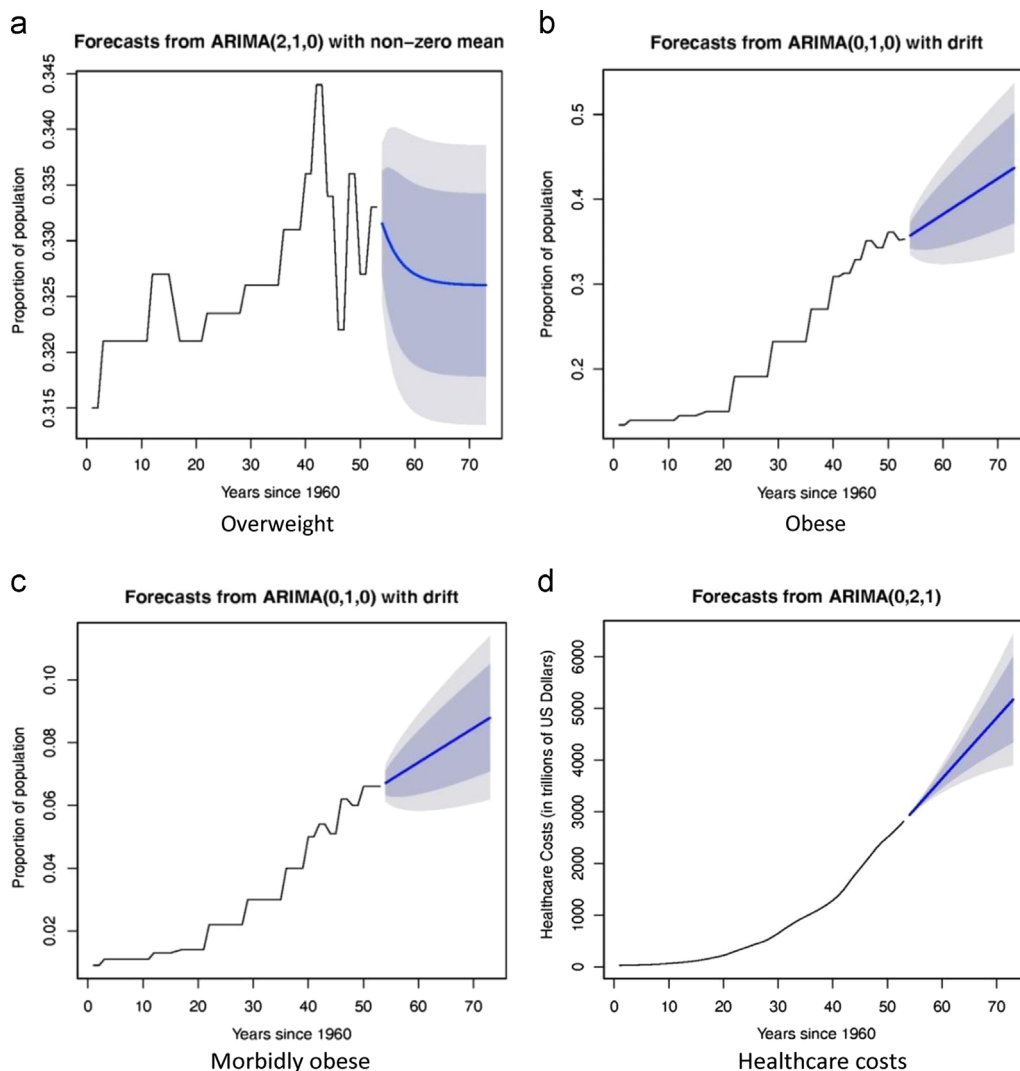 a
Forecasts from ARIMA(2,1,0) with non-zero mean
Proportion of population
0.345
0.340
0.335
0.330
0.325
0.320
0.315
0 10 20 30 40 50 60 70
Years since 1960
Overweight
b
Forecasts from ARIMA(0,1,0) with drift
Proportion of population
0.5
0.4
0.3
0.2
0 10 20 30 40 50 60 70
Years since 1960
Obese
c
Forecasts from ARIMA(0,1,0) with drift
Proportion of population
0.10
0.08
0.06
0.04
0.02
0 10 20 30 40 50 60 70
Years since 1960
Morbidly obese
d
Forecasts from ARIMA(0,2,1)
Healthcare Costs (in trillions of US Dollars)
6000
5000
4000
3000
2000
1000
0
0 10 20 30 40 50 60 70
Years since 1960
Healthcare costs